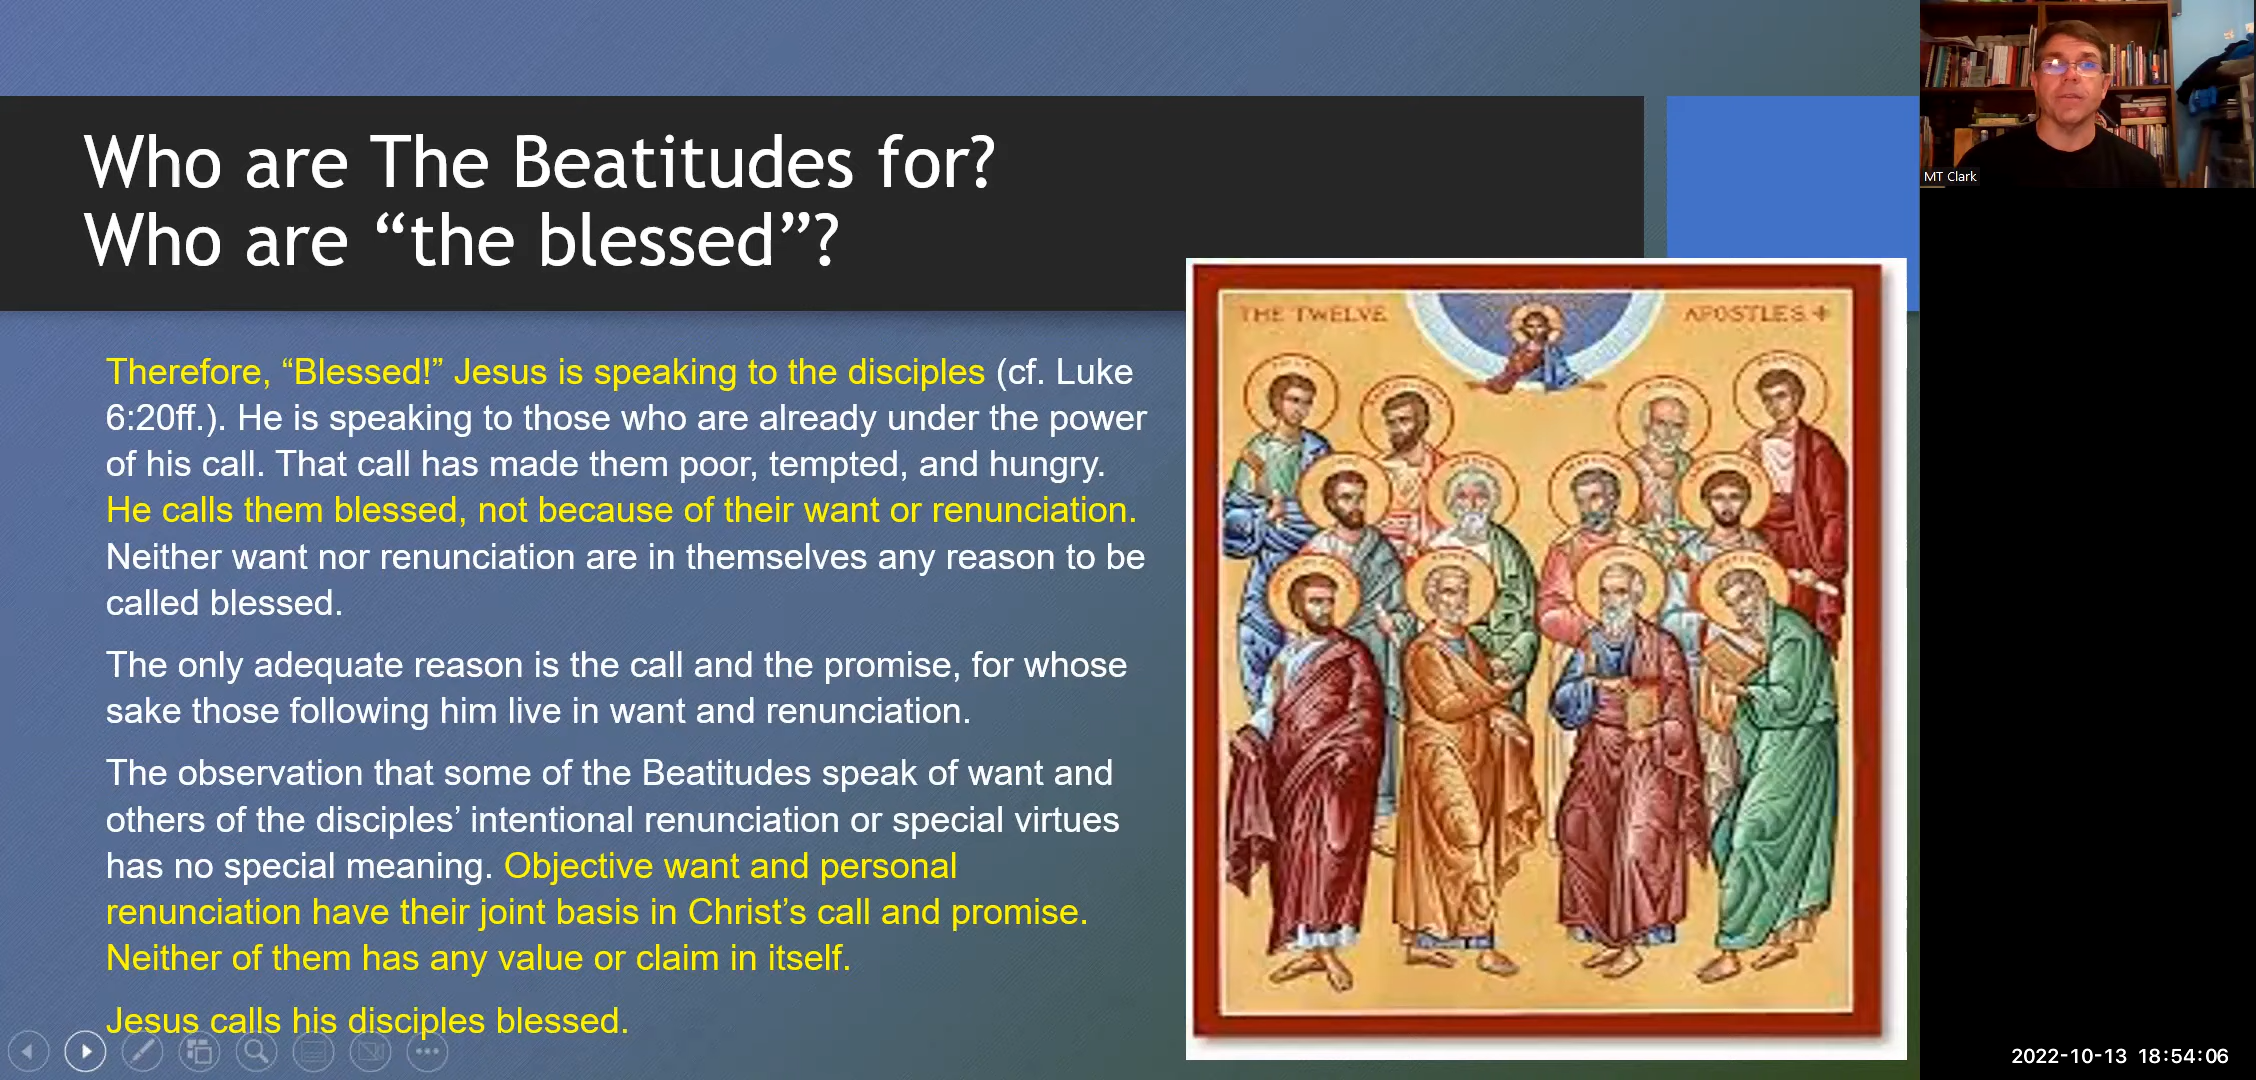 Who are The Beatitudes for?
Who are “the blessed”?
Therefore, “Blessed!” Jesus is speaking to the disciples (cf. Luke
6:20ff.). He is speaking to those who are already under the power
of his call. That call has made them poor, tempted, and hungry.
He calls them blessed, not because of their want or renunciation.
Neither want nor renunciation are in themselves any reason to be
called blessed.
The only adequate reason is the call and the promise, for whose
sake those following him live in want and renunciation.
The observation that some of the Beatitudes speak of want and
others of the disciples’ intentional renunciation or special virtues
has no special meaning. Objective want and personal
renunciation have their joint basis in Christ’s call and promise.
Neither of them has any value or claim in itself.
Jesus calls his disciples blessed.
THE TWELVE APOSTLES
MT Clark
2022-10-13 18:54:06